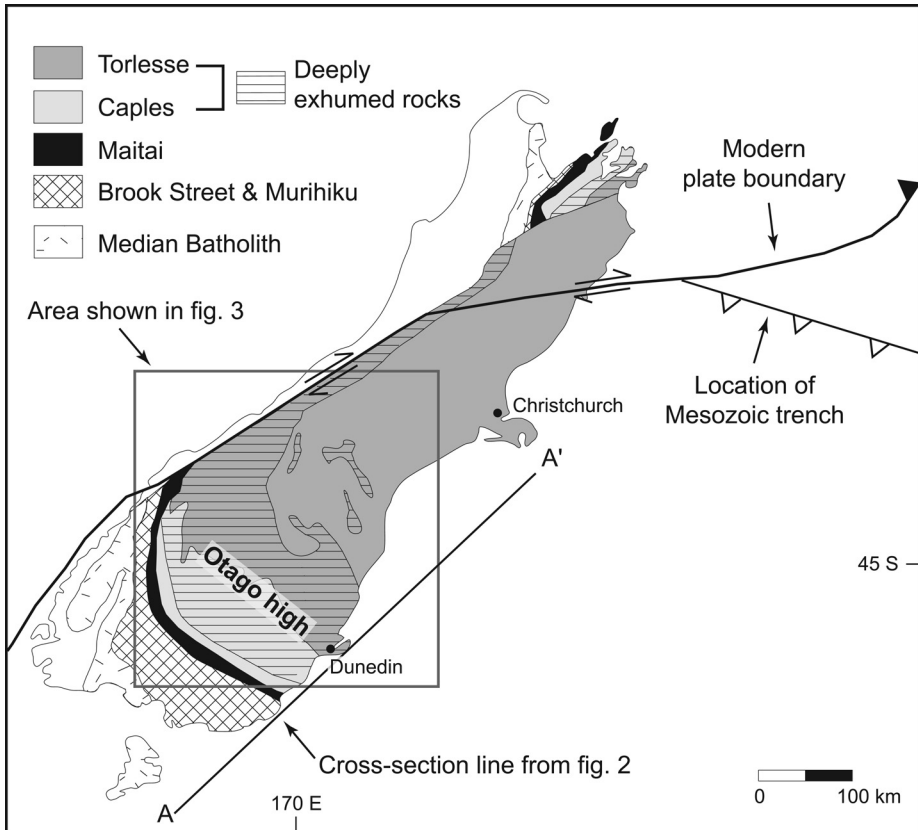 Torlesse
Caples
Deeply
exhumed rocks
Maitai
Brook Street & Murihiku
Median Batholith
Modern
plate boundary
Area shown in fig. 3
Location of
Mesozoic trench
Christchurch
A'
45 S
Otago high
Dunedin
Cross-section line from fig. 2
A
170 E
0 100 km